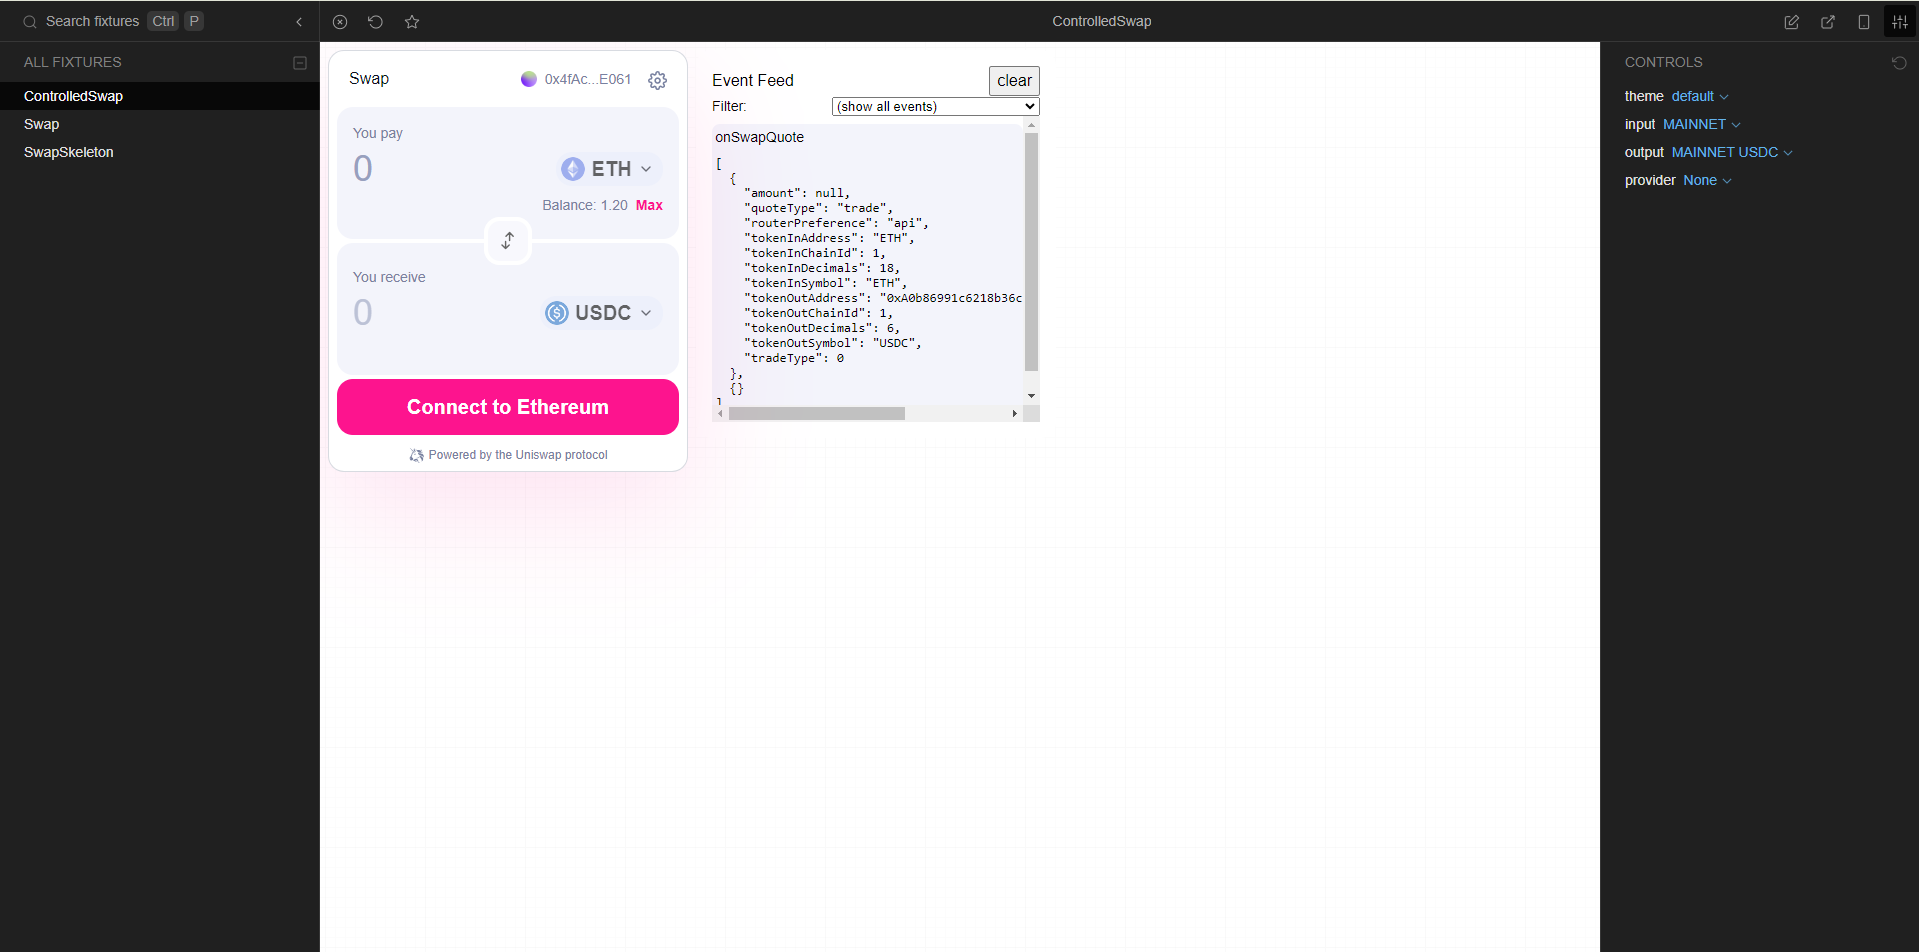 Search fixtures Ctrl P
ControlledSwap
ALL FIXTURES
ControlledSwap
Swap
SwapSkeleton
Swap 0x4fAc...E061
You pay
0 ETH
Balance: 1.20 Max
You receive
0 USDC
Connect to Ethereum
Powered by the Uniswap protocol
Event Feed clear
Filter: (show all events)
onSwapQuote
[
{
"amount": null,
"quoteType": "trade",
"routerPreference": "api",
"tokenInAddress": "ETH",
"tokenInChainId": 1,
"tokenInDecimals": 18,
"tokenInSymbol": "ETH",
"tokenOutAddress": "0xA0b86991c6218b36c
"tokenOutChainId": 1,
"tokenOutDecimals": 6,
"tokenOutSymbol": "USDC",
"tradeType": 0
},
{}
]
CONTROLS
theme default
input MAINNET
output MAINNET USDC
provider None